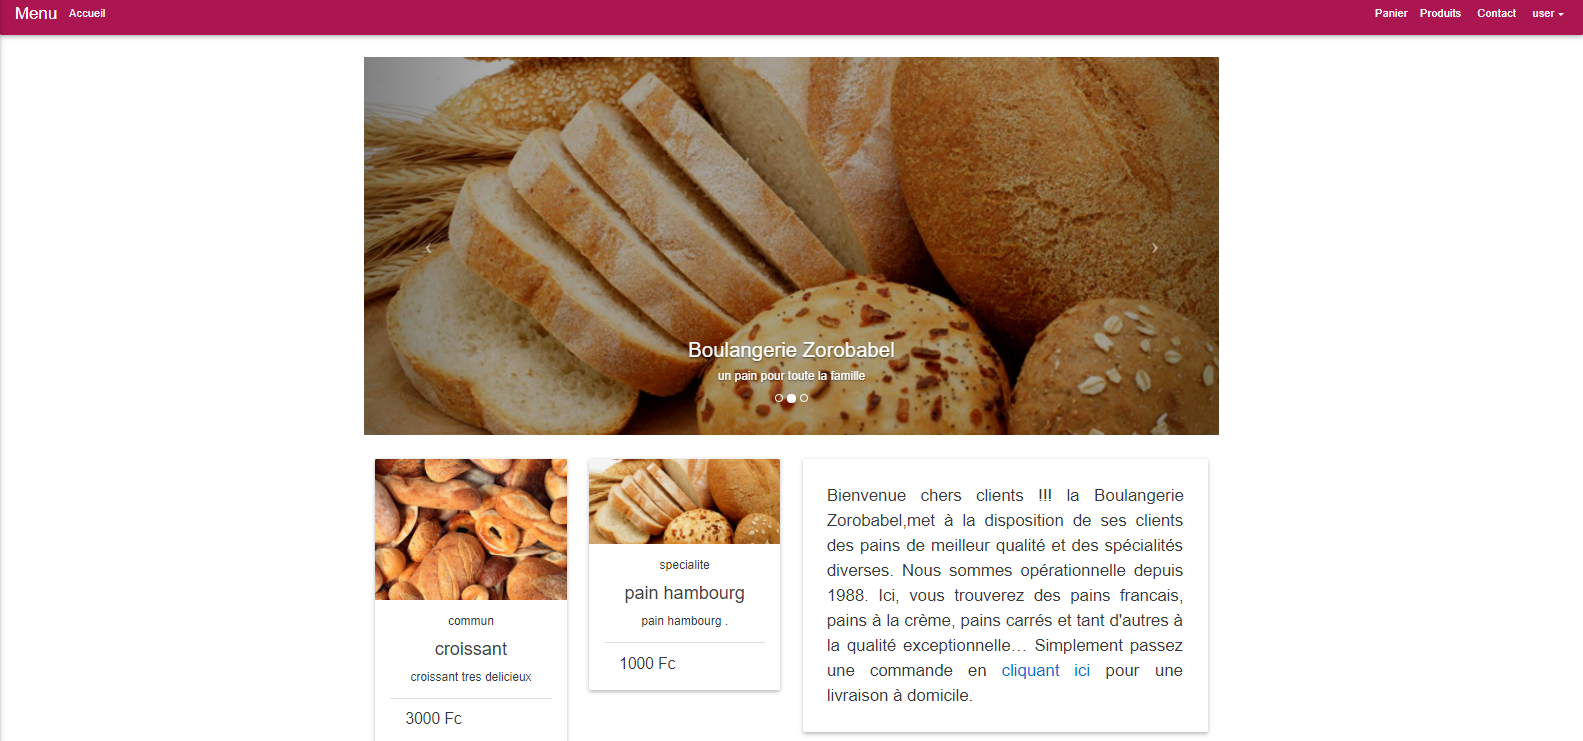 Menu Accueil Panier Produits Contact user
Boulangerie Zorobabel
un pain pour toute la famille
commun
croissant
croissant tres delicieux
3000 Fc
specialite
pain hambourg
pain hambourg .
1000 Fc
Bienvenue chers clients !!! la Boulangerie
Zorobabel,met à la disposition de ses clients
des pains de meilleur qualité et des spécialités
diverses. Nous sommes opérationnelle depuis
1988. Ici, vous trouverez des pains francais,
pains à la crème, pains carrés et tant d'autres à
la qualité exceptionnelle… Simplement passez
une commande en cliquant ici pour une
livraison à domicile.